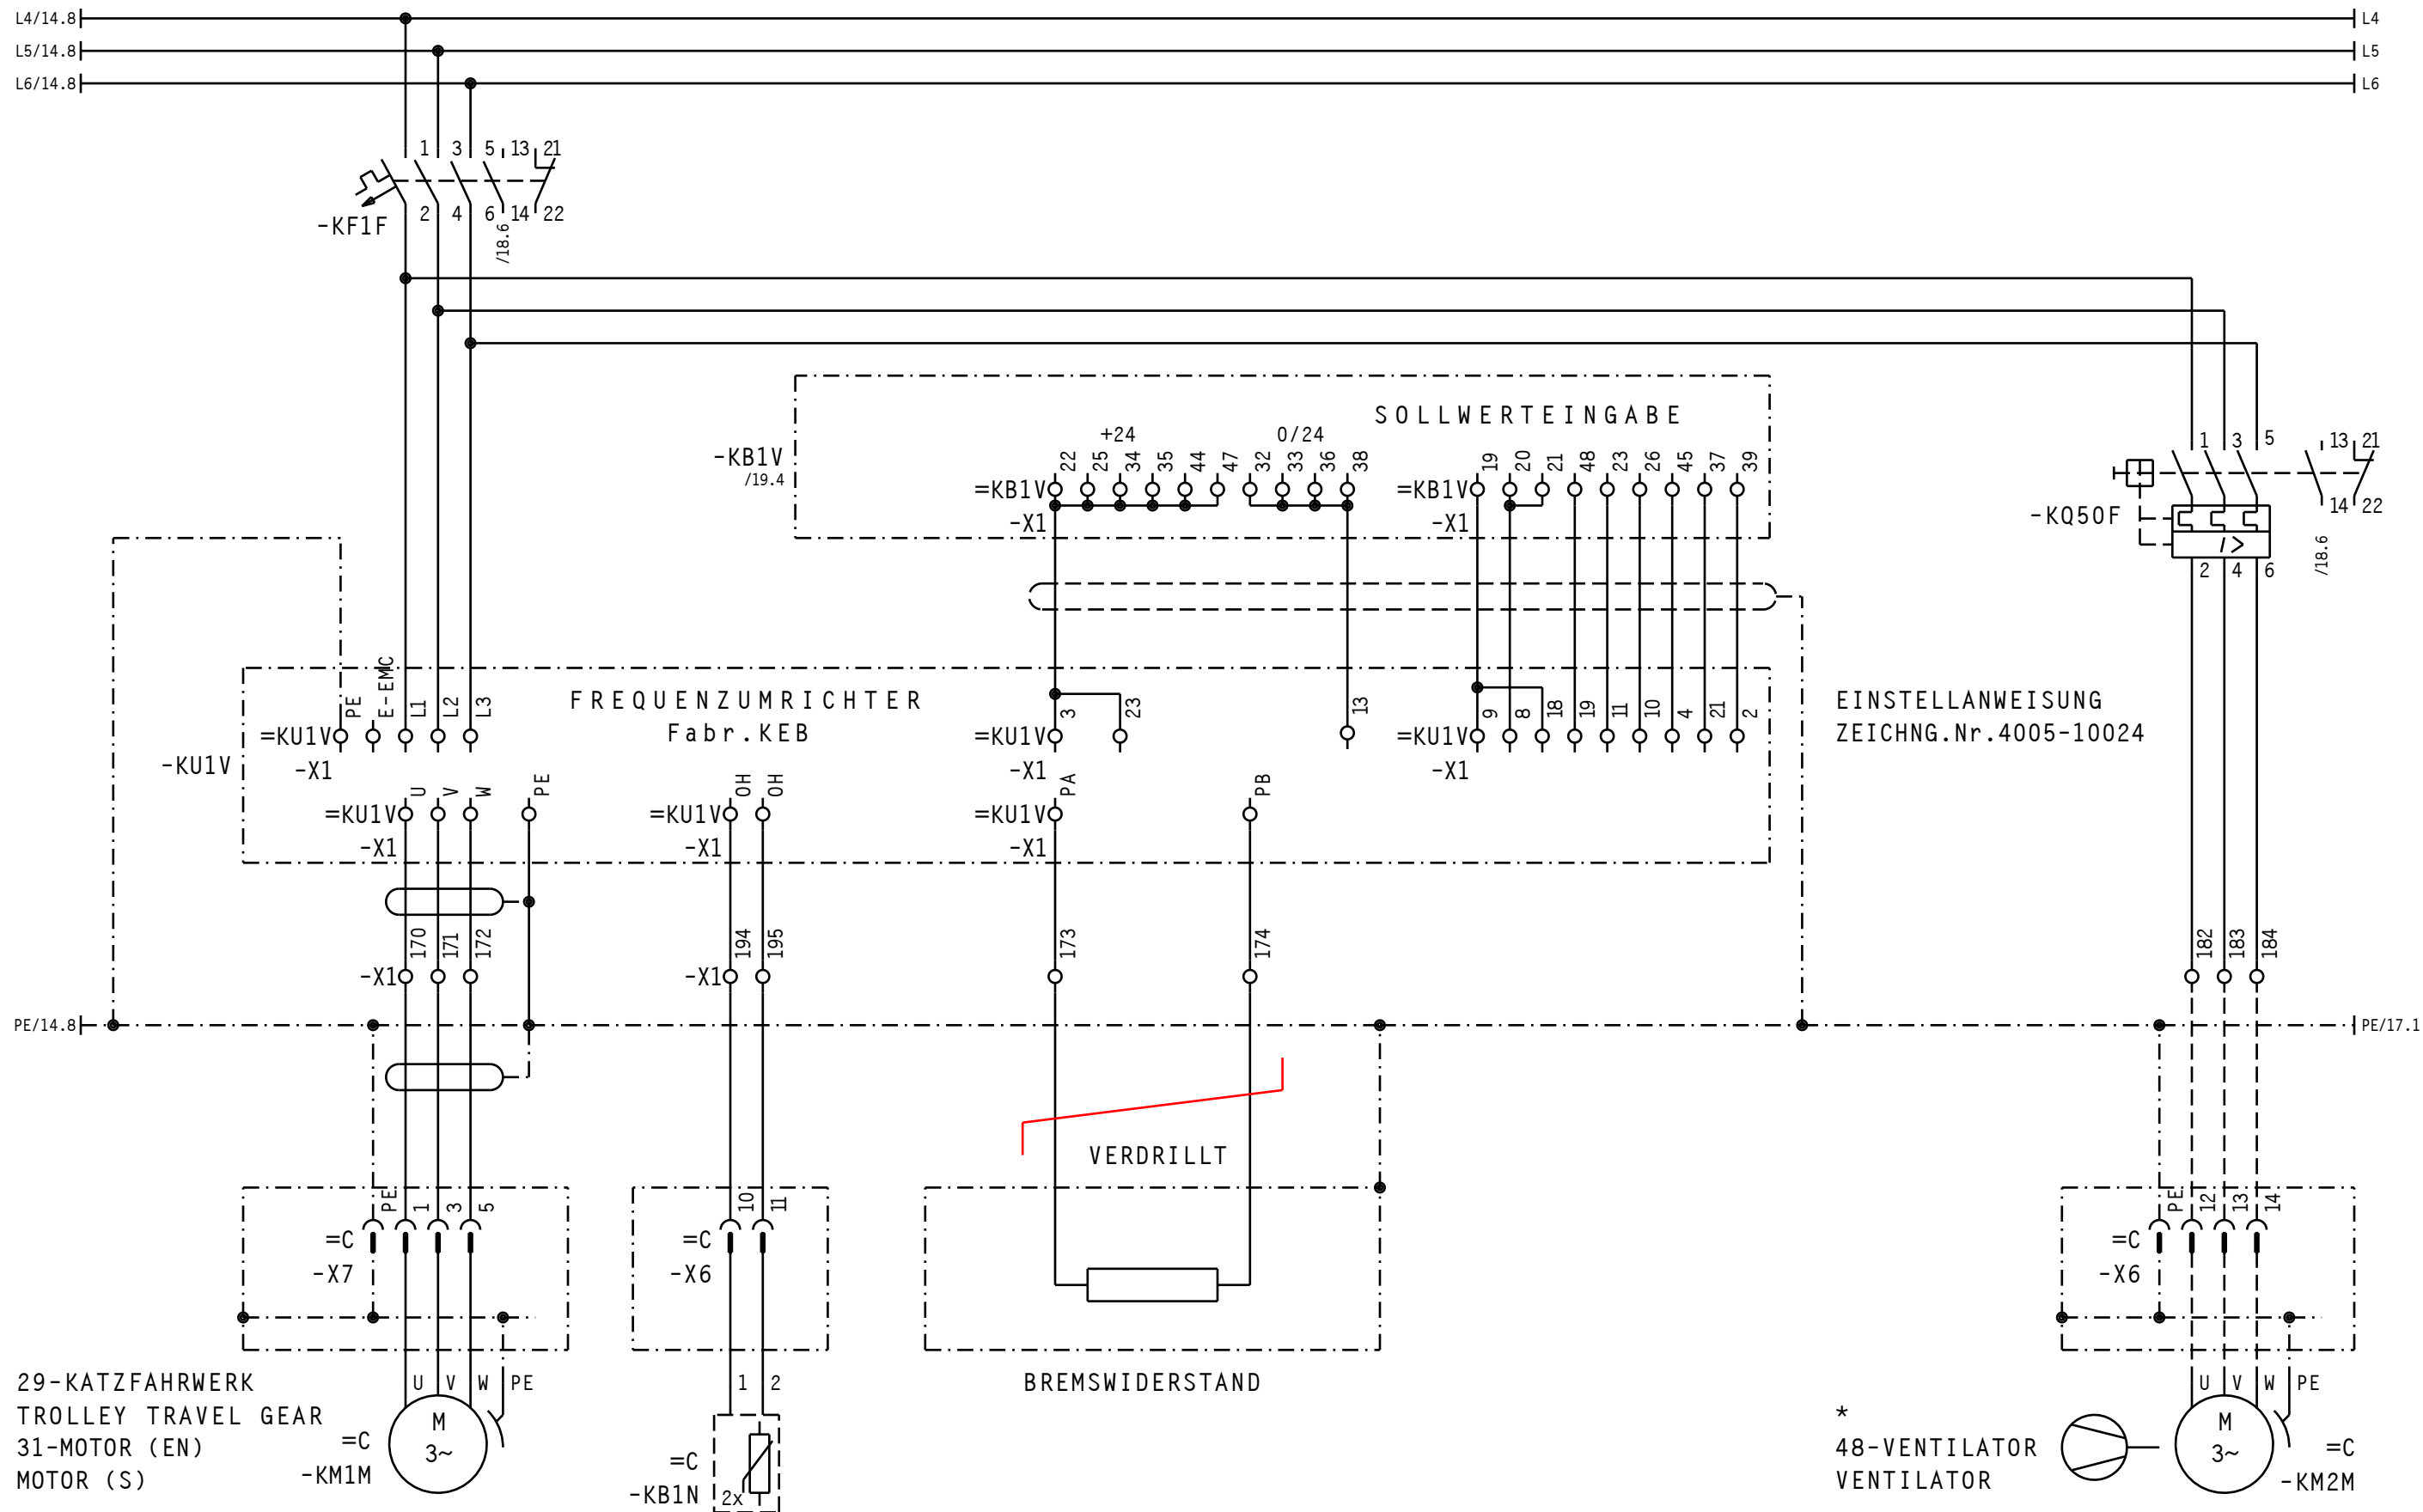 L4/14.8
L4
L5/14.8
L5
L6/14.8
L6
1 3 5 13 21
2 4 6 14 22
-KF1F
/18.6
SOLLWERTEINGABE
+24
0/24
-KB1V
/19.4
22 25 34 35 44 47 32 33 36 38
19 20 21 48 23 26 45 37 39
=KB1V
-X1
=KB1V
-X1
1 3 5 13 21
14 22
-KQ50F
I>
2 4 6
/18.6
PE E-EMC L1 L2 L3
FREQUENZUMRICHTER
Fabr.KEB
3 23 13
9 8 18 19 11 10 4 21 2
=KU1V
-X1
=KU1V
-X1
=KU1V
-X1
-KU1V
EINSTELLANWEISUNG
ZEICHNG.Nr.4005-10024
U V W PE
OH OH
PA PB
=KU1V
-X1
=KU1V
-X1
=KU1V
-X1
170 171 172
194 195
173 174
182 183 184
-X1
-X1
PE/14.8
PE/17.1
VERDRILLT
PE 1 3 5
10 11
PE 12 13 14
=C
-X7
=C
-X6
=C
-X6
BREMSWIDERSTAND
29-KATZFAHRWERK
TROLLEY TRAVEL GEAR
31-MOTOR (EN)
MOTOR (S)
U V W PE
M
3~
=C
-KM1M
1 2
=C
-KB1N
2x
*
48-VENTILATOR
VENTILATOR
U V W PE
M
3~
=C
-KM2M